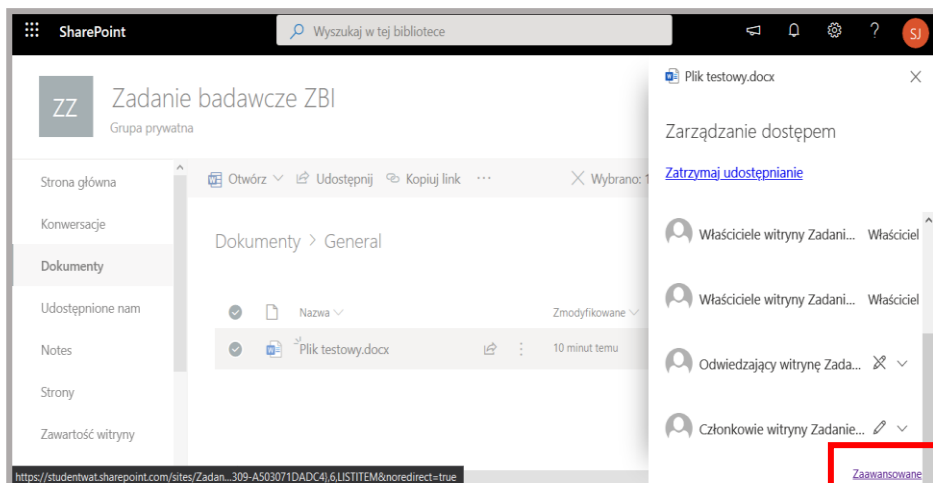 SharePoint
Wyszukaj w tej bibliotece
?
SJ
ZZ
Zadanie badawcze ZBI
Grupa prywatna
Strona główna
Konwersacje
Dokumenty
Udostępnione nam
Notes
Strony
Zawartość witryny
Otwórz
Udostępnij
Kopiuj link
...
Wybrano: 1
Dokumenty > General
Nazwa
Zmodyfikowane
Plik testowy.docx
10 minut temu
Plik testowy.docx
Zarządzanie dostępem
Zatrzymaj udostępnianie
Właściciele witryny Zadani... Właściciel
Właściciele witryny Zadani... Właściciel
Odwiedzający witrynę Zada...
Członkowie witryny Zadanie...
Zaawansowane
https://studentwat.sharepoint.com/sites/Zadan...309-A503071DADC4},6,LISTITEM&noredirect=true